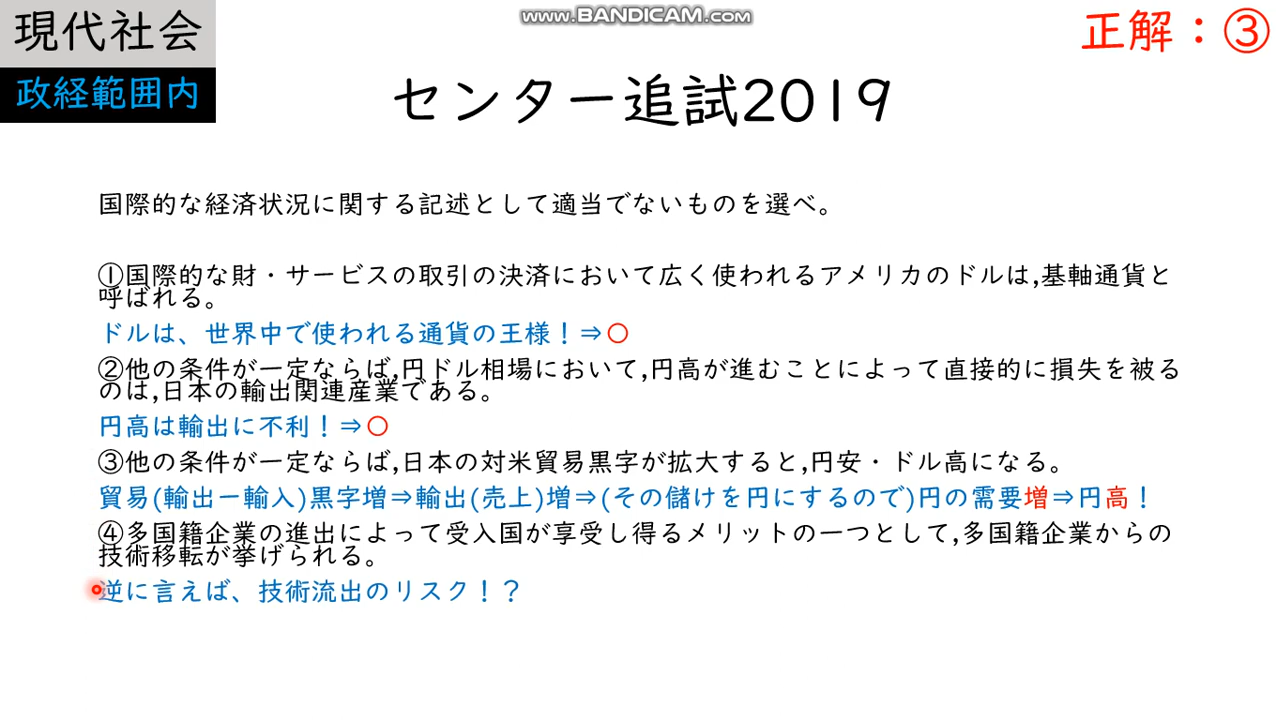 現代社会
www.BANDICAM.com
正解：③
政経範囲内
センター追試2019
国際的な経済状況に関する記述として適当でないものを選べ。
①国際的な財・サービスの取引の決済において広く使われるアメリカのドルは,基軸通貨と
呼ばれる。
ドルは、世界中で使われる通貨の王様！⇒〇
②他の条件が一定ならば,円ドル相場において,円高が進むことによって直接的に損失を被る
のは,日本の輸出関連産業である。
円高は輸出に不利！⇒〇
③他の条件が一定ならば,日本の対米貿易黒字が拡大すると,円安・ドル高になる。
貿易(輸出ー輸入)黒字増⇒輸出(売上)増⇒(その儲けを円にするので)円の需要増⇒円高！
④多国籍企業の進出によって受入国が享受し得るメリットの一つとして,多国籍企業からの
技術移転が挙げられる。
逆に言えば、技術流出のリスク！？